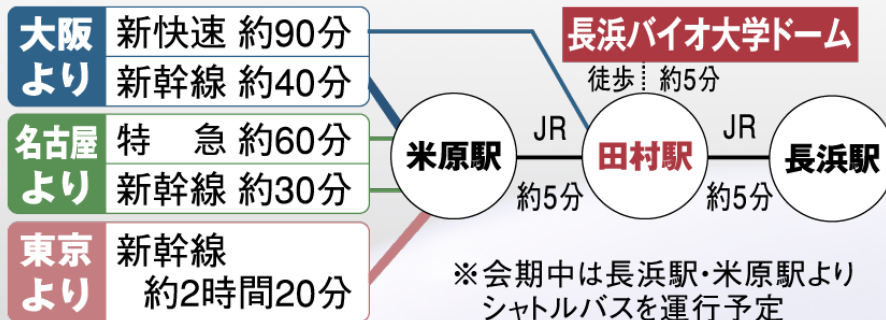 大阪より
新快速 約90分
新幹線 約40分
名古屋より
特　急 約60分
新幹線 約30分
東京より
新幹線
約2時間20分
長浜バイオ大学ドーム
徒歩 約5分
米原駅
JR
約5分
田村駅
JR
約5分
長浜駅
※会期中は長浜駅・米原駅より
シャトルバスを運行予定